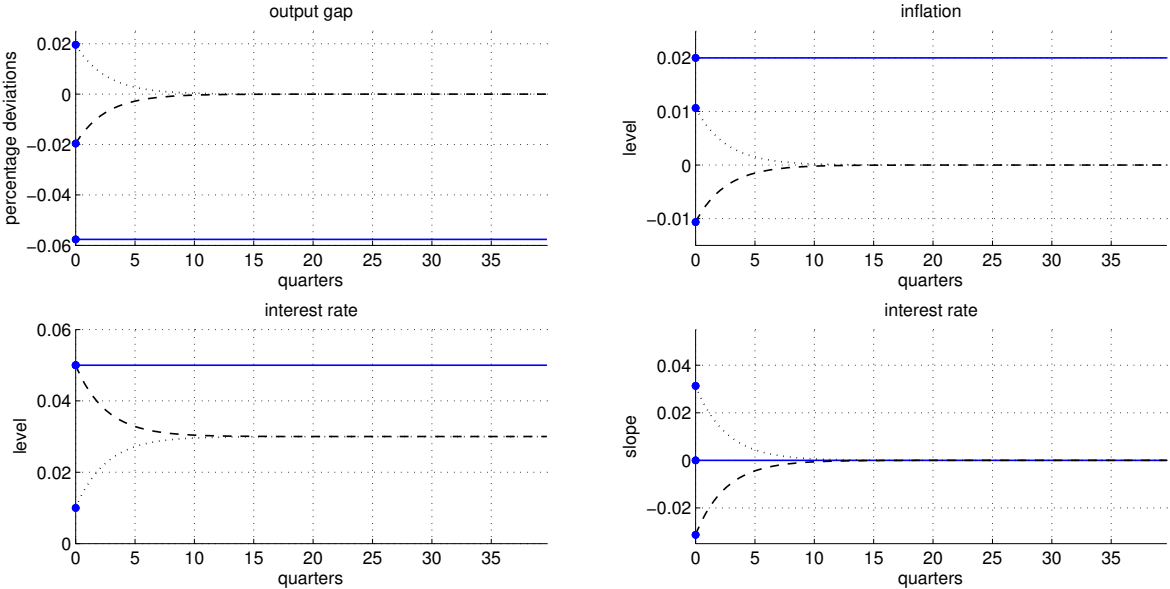 output gap
percentage deviations
0.02
0
−0.02
−0.04
−0.06
0 5 10 15 20 25 30 35
quarters
inflation
level
0.02
0.01
0
−0.01
0 5 10 15 20 25 30 35
quarters
interest rate
level
0.06
0.04
0.02
0
0 5 10 15 20 25 30 35
quarters
interest rate
slope
0.04
0.02
0
−0.02
0 5 10 15 20 25 30 35
quarters